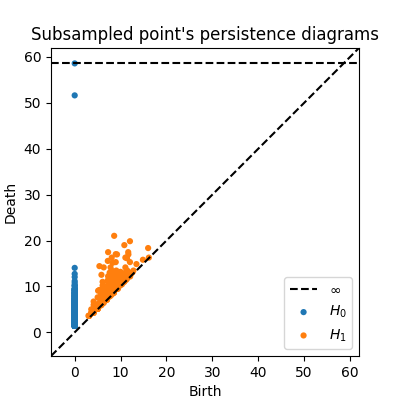 Subsampled point's persistence diagrams
60
50
40
30
20
10
0
Death
0 10 20 30 40 50 60
Birth
∞
H₀
H₁